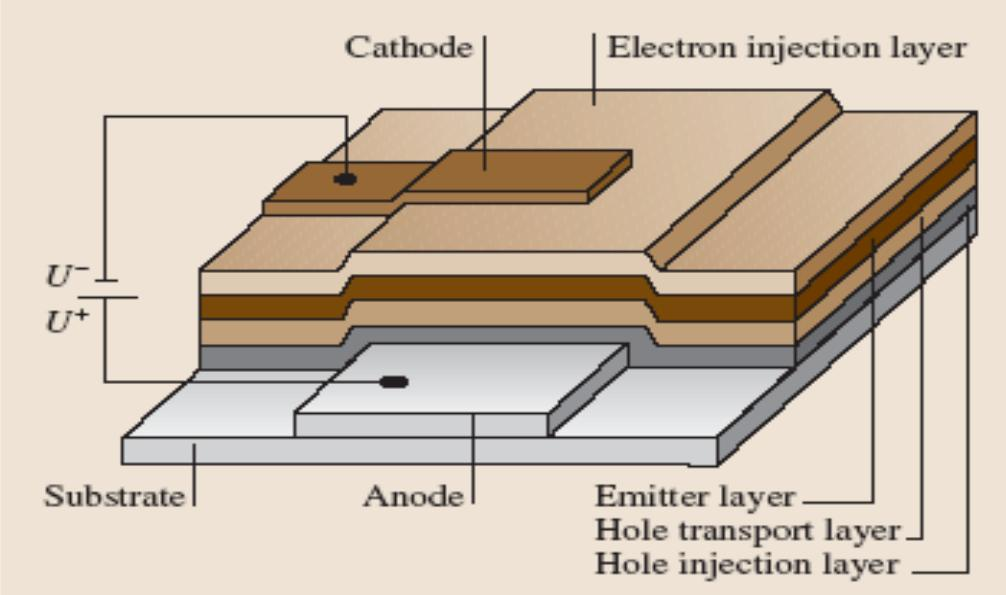 Cathode
Electron injection layer
U⁻
U⁺
Substrate
Anode
Emitter layer
Hole transport layer
Hole injection layer